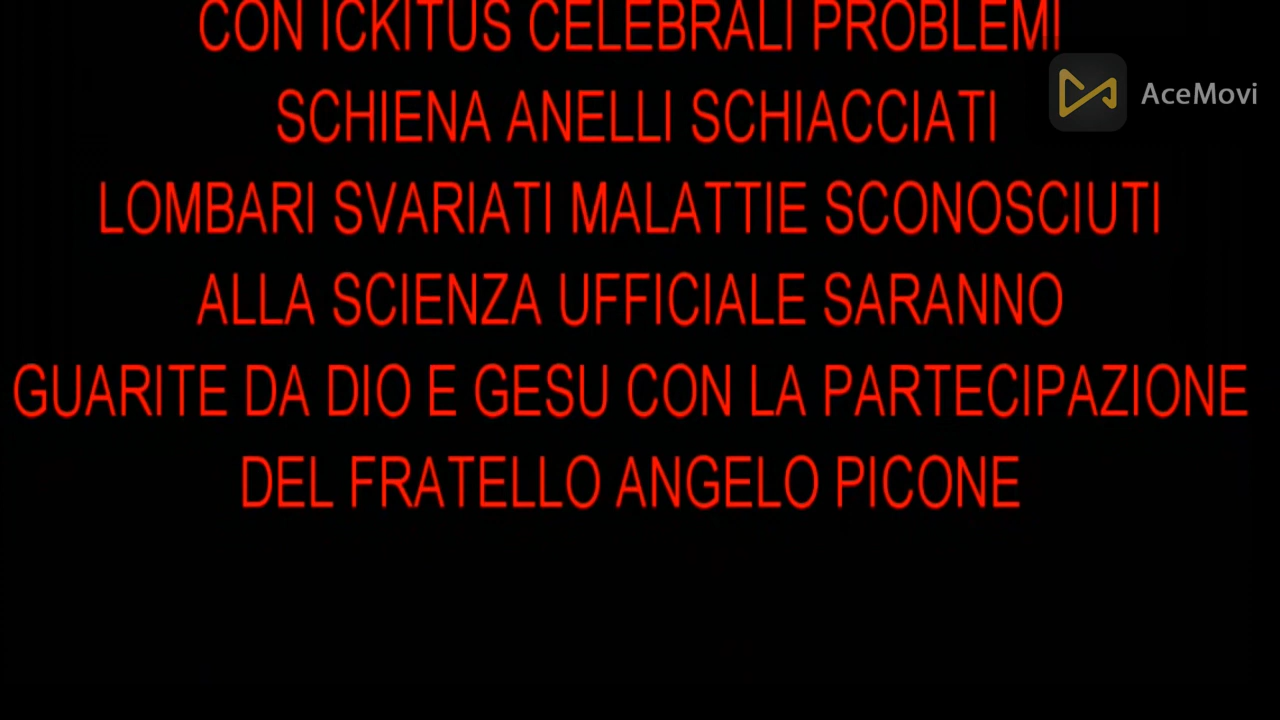 CON ICKITUS CELEBRALI PROBLEMI
AceMovi
SCHIENA ANELLI SCHIACCIATI
LOMBARI SVARIATI MALATTIE SCONOSCIUTI
ALLA SCIENZA UFFICIALE SARANNO
GUARITE DA DIO E GESU CON LA PARTECIPAZIONE
DEL FRATELLO ANGELO PICONE